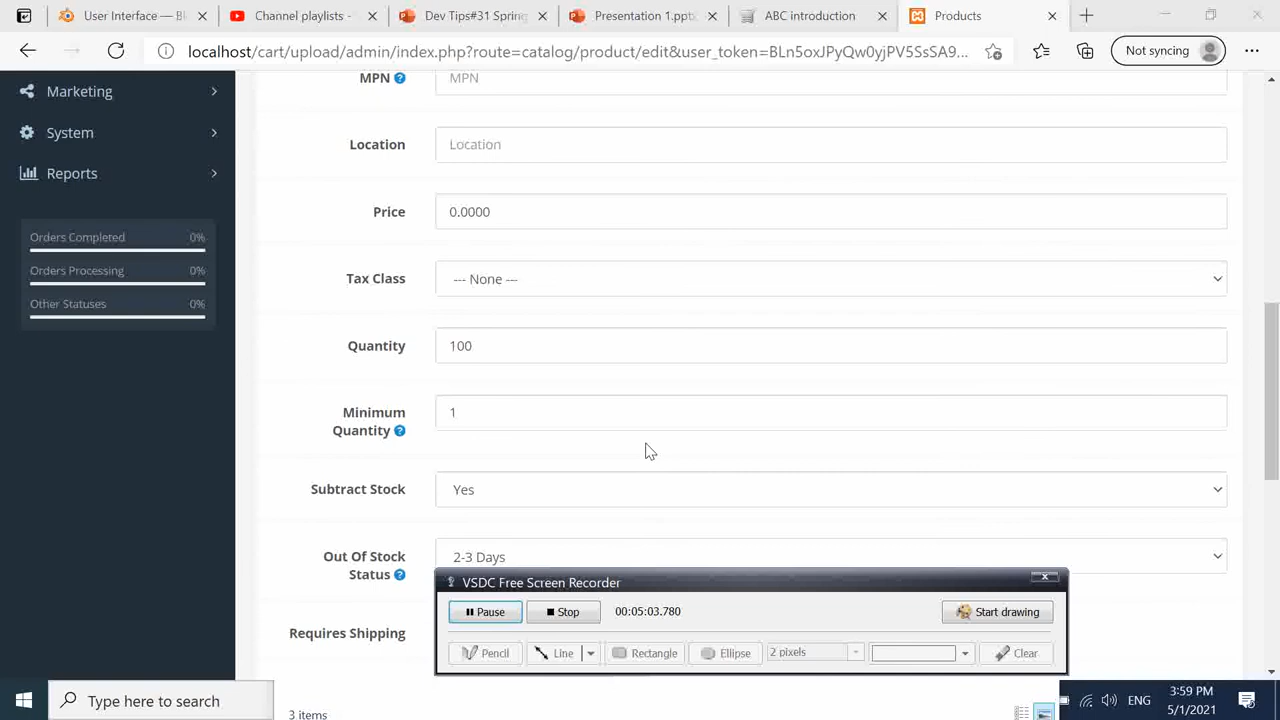 User Interface — Bl
Channel playlists -
Dev Tips#31 Spring
Presentation 1.pptx
ABC introduction
Products
localhost/cart/upload/admin/index.php?route=catalog/product/edit&user_token=BLn5oxJPyQw0yjPV5SsSA9...
Not syncing
Marketing
System
Reports
Orders Completed 0%
Orders Processing 0%
Other Statuses 0%
MPN ? MPN
Location Location
Price 0.0000
Tax Class --- None ---
Quantity 100
Minimum
Quantity ? 1
Subtract Stock Yes
Out Of Stock
Status ? 2-3 Days
Requires Shipping
VSDC Free Screen Recorder
Pause Stop 00:05:03.780 Start drawing
Pencil Line Rectangle Ellipse 2 pixels Clear
3 items
Type here to search
ENG
3:59 PM
5/1/2021